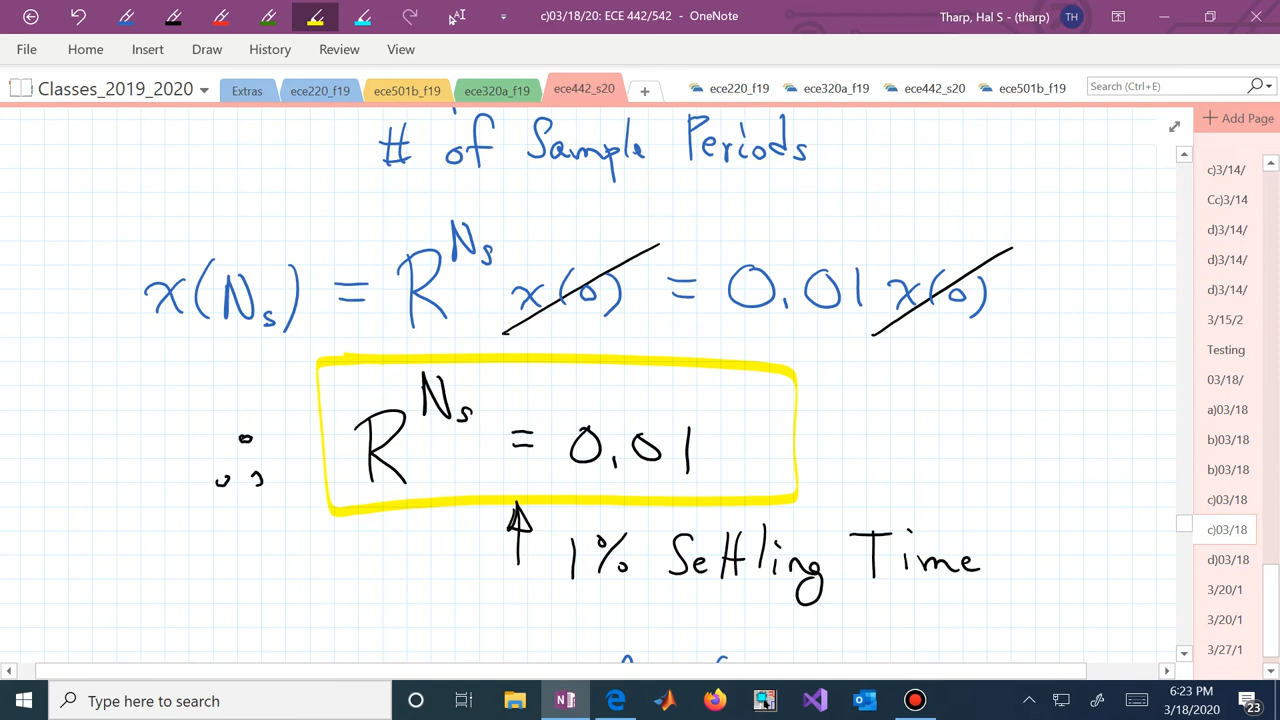 c)03/18/20: ECE 442/542 - OneNote
Tharp, Hal S - (tharp)
TH
File Home Insert Draw History Review View
Classes_2019_2020
Extras ece220_f19 ece501b_f19 ece320a_f19 ece442_s20
ece220_f19 ece320a_f19 ece442_s20 ece501b_f19
Search (Ctrl+E)
Add Page
# of Sample Periods
x(Nₛ) = R^Nₛ x(0) = 0.01 x(0)
∴ R^Nₛ = 0.01
↑ 1% Settling Time
c)3/14/
Cc)3/14
d)3/14/
d)3/14/
d)3/14/
3/15/2
Testing
03/18/
a)03/18
b)03/18
b)03/18
c)03/18
c)03/18
d)03/18
3/20/1
3/20/1
3/27/1
Type here to search
6:23 PM
3/18/2020
23